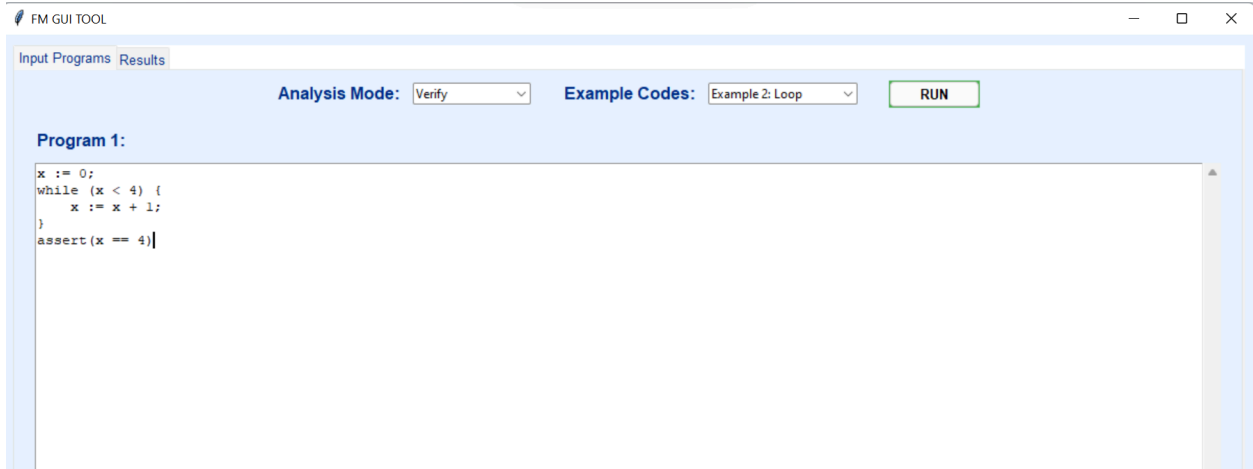 FM GUI TOOL
Input Programs Results
Analysis Mode: Verify Example Codes: Example 2: Loop RUN
Program 1:
x := 0;
while (x < 4) {
    x := x + 1;
}
assert(x == 4)